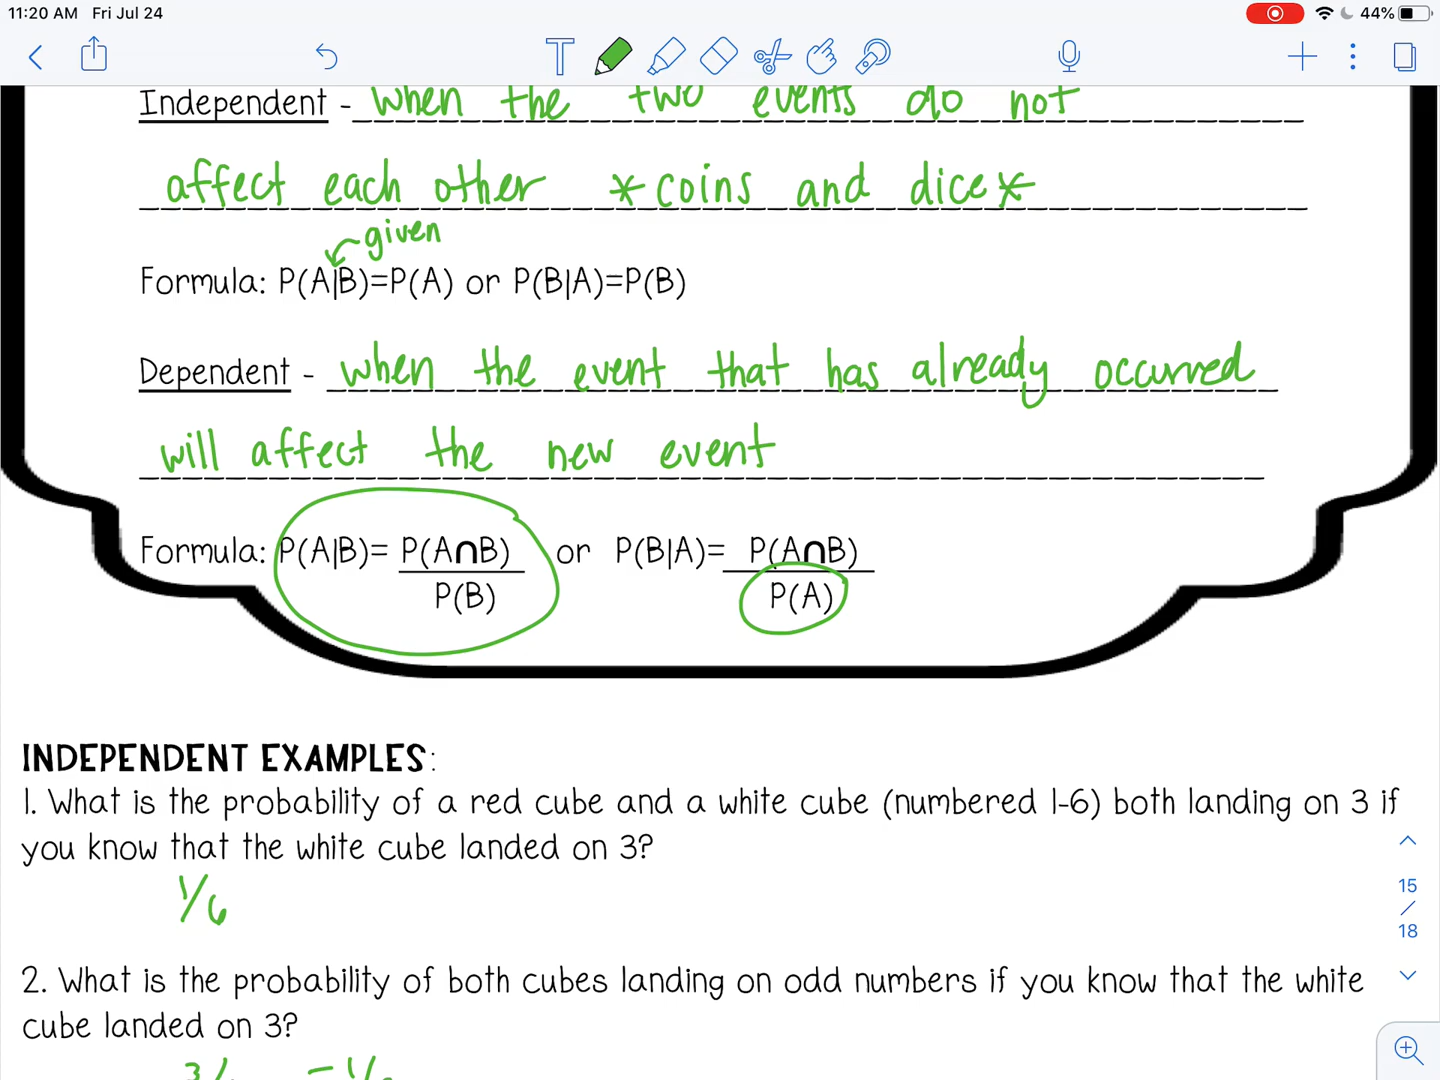 11:20 AM Fri Jul 24
44%
Independent - when the two events do not
affect each other *coins and dice*
given
Formula: P(A|B)=P(A) or P(B|A)=P(B)
Dependent - when the event that has already occurred
will affect the new event
Formula: P(A|B)= P(A∩B) or P(B|A)= P(A∩B)
P(B) P(A)
INDEPENDENT EXAMPLES:
1. What is the probability of a red cube and a white cube (numbered 1-6) both landing on 3 if
you know that the white cube landed on 3?
1/6
15
/
18
2. What is the probability of both cubes landing on odd numbers if you know that the white
cube landed on 3?